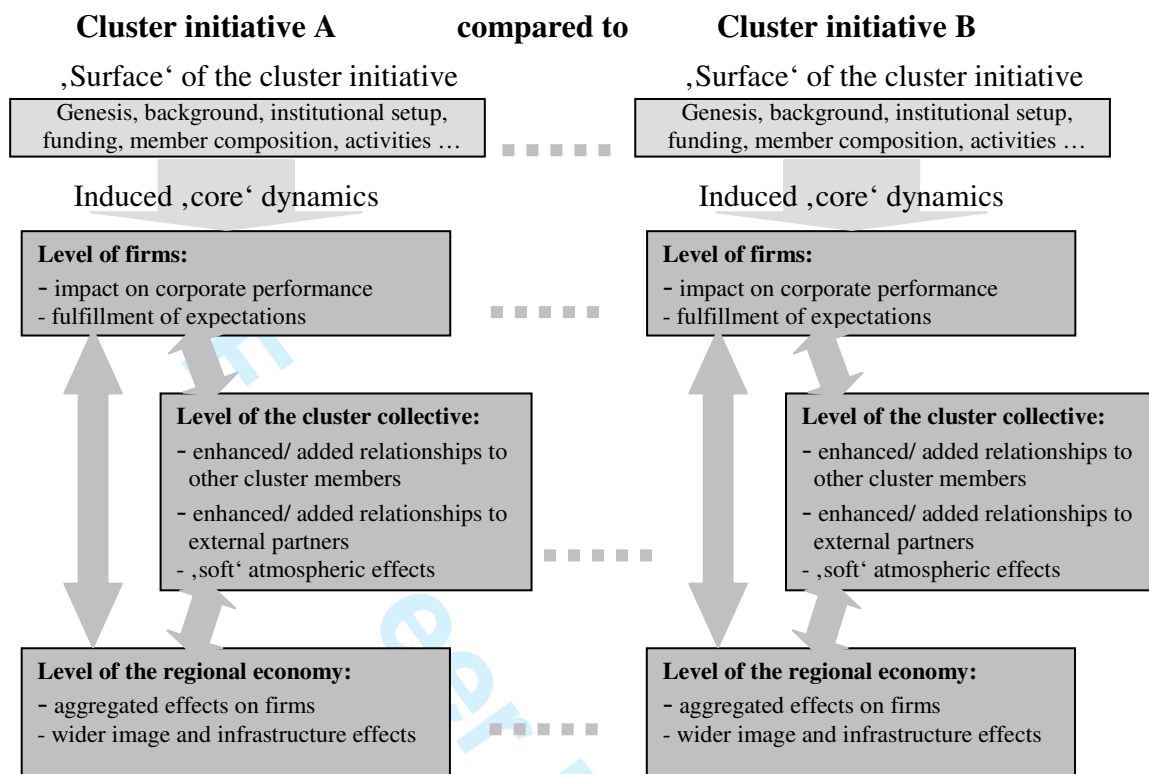 Cluster initiative A compared to Cluster initiative B
‚Surface‘ of the cluster initiative
Genesis, background, institutional setup,
funding, member composition, activities …
Induced ‚core‘ dynamics
Level of firms:
- impact on corporate performance
- fulfillment of expectations
Level of the cluster collective:
- enhanced/ added relationships to
other cluster members
- enhanced/ added relationships to
external partners
- ‚soft‘ atmospheric effects
Level of the regional economy:
- aggregated effects on firms
- wider image and infrastructure effects
‚Surface‘ of the cluster initiative
Genesis, background, institutional setup,
funding, member composition, activities …
Induced ‚core‘ dynamics
Level of firms:
- impact on corporate performance
- fulfillment of expectations
Level of the cluster collective:
- enhanced/ added relationships to
other cluster members
- enhanced/ added relationships to
external partners
- ‚soft‘ atmospheric effects
Level of the regional economy:
- aggregated effects on firms
- wider image and infrastructure effects